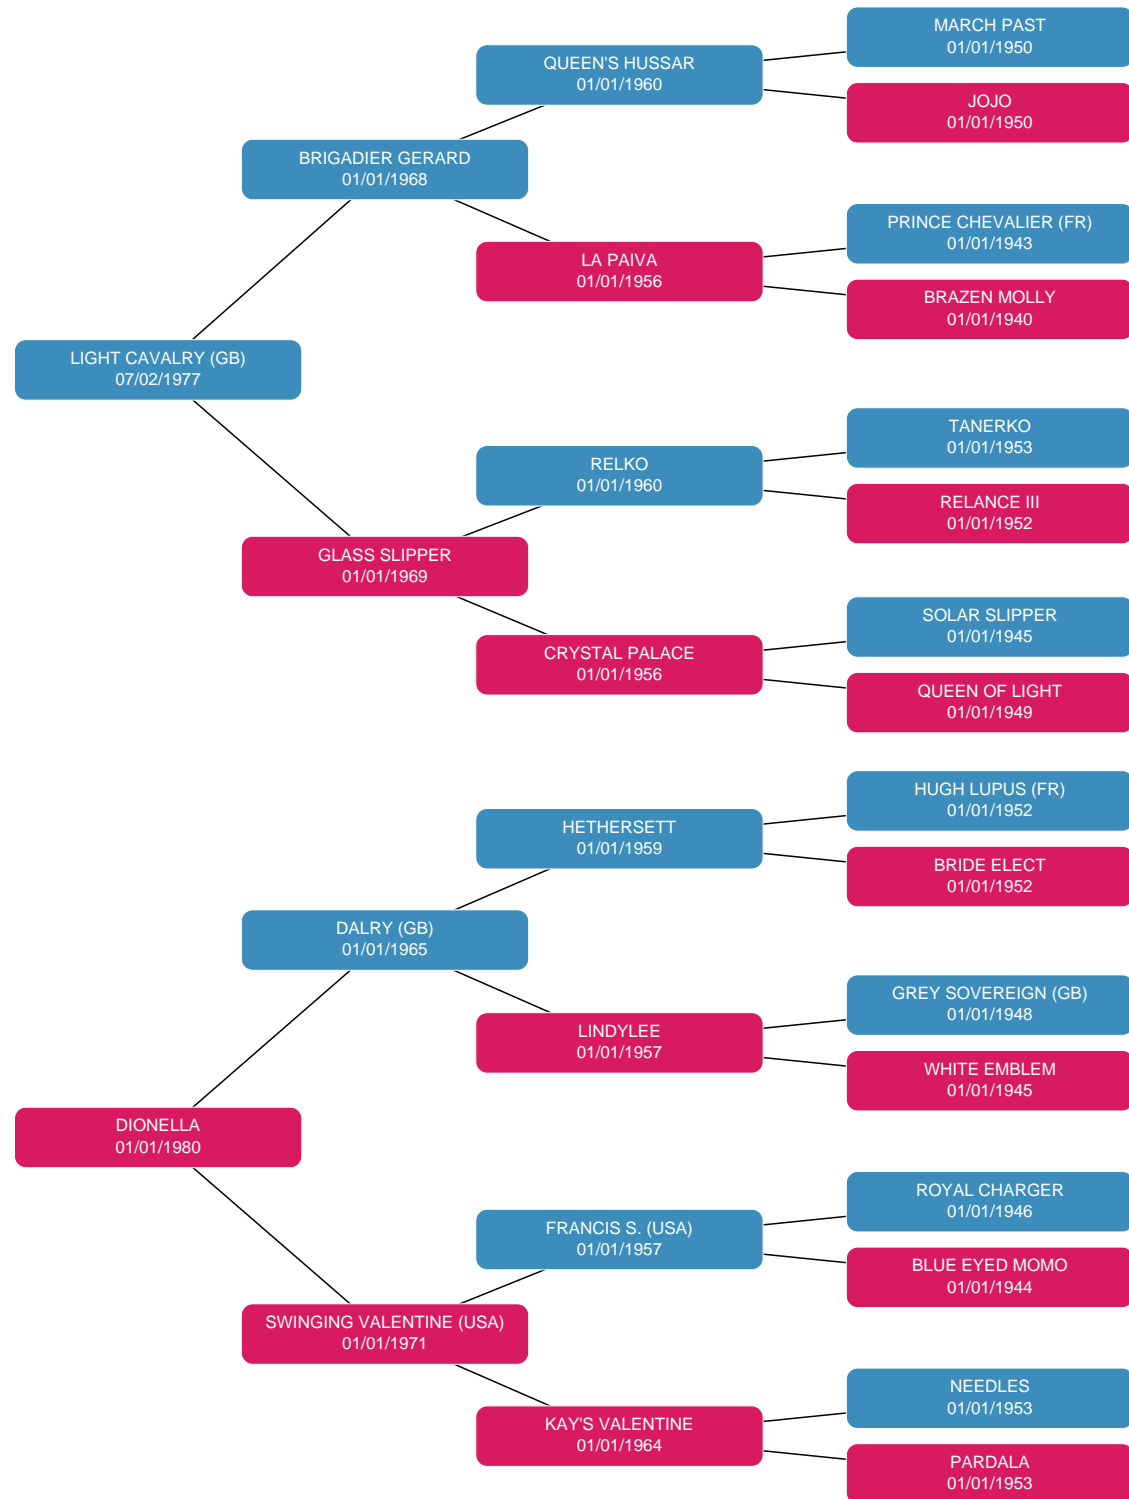 MARCH PAST
01/01/1950
QUEEN'S HUSSAR
01/01/1960
JOJO
01/01/1950
BRIGADIER GERARD
01/01/1968
PRINCE CHEVALIER (FR)
01/01/1943
LA PAIVA
01/01/1956
BRAZEN MOLLY
01/01/1940
LIGHT CAVALRY (GB)
07/02/1977
TANERKO
01/01/1953
RELKO
01/01/1960
RELANCE III
01/01/1952
GLASS SLIPPER
01/01/1969
SOLAR SLIPPER
01/01/1945
CRYSTAL PALACE
01/01/1956
QUEEN OF LIGHT
01/01/1949
HUGH LUPUS (FR)
01/01/1952
HETHERSETT
01/01/1959
BRIDE ELECT
01/01/1952
DALRY (GB)
01/01/1965
GREY SOVEREIGN (GB)
01/01/1948
LINDYLEE
01/01/1957
WHITE EMBLEM
01/01/1945
DIONELLA
01/01/1980
ROYAL CHARGER
01/01/1946
FRANCIS S. (USA)
01/01/1957
BLUE EYED MOMO
01/01/1944
SWINGING VALENTINE (USA)
01/01/1971
NEEDLES
01/01/1953
KAY'S VALENTINE
01/01/1964
PARDALA
01/01/1953